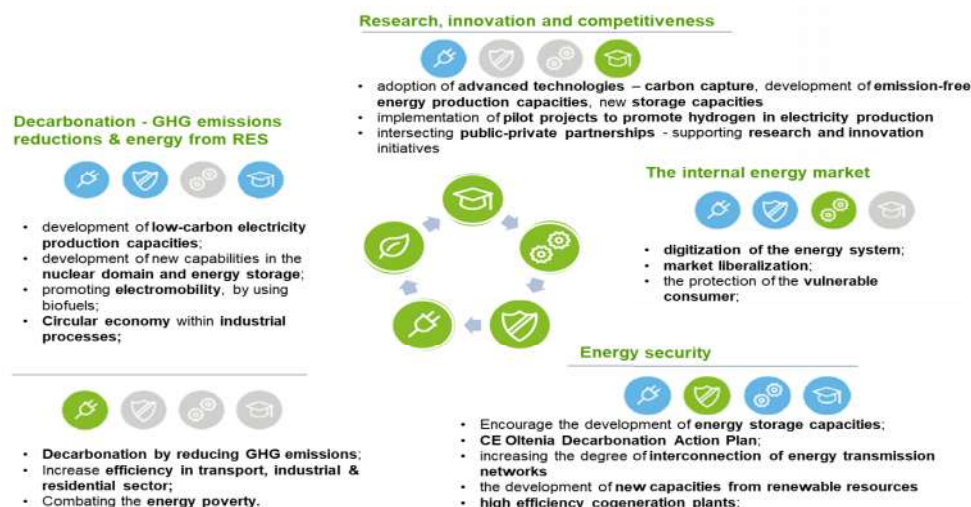 Research, innovation and competitiveness
• adoption of advanced technologies – carbon capture, development of emission-free
energy production capacities, new storage capacities
• implementation of pilot projects to promote hydrogen in electricity production
• intersecting public-private partnerships - supporting research and innovation
initiatives
Decarbonation - GHG emissions
reductions & energy from RES
• development of low-carbon electricity
production capacities;
• development of new capabilities in the
nuclear domain and energy storage;
• promoting electromobility, by using
biofuels;
• Circular economy within industrial
processes;
The internal energy market
• digitization of the energy system;
• market liberalization;
• the protection of the vulnerable
consumer;
• Decarbonation by reducing GHG emissions;
• Increase efficiency in transport, industrial &
residential sector;
• Combating the energy poverty.
Energy security
• Encourage the development of energy storage capacities;
• CE Oltenia Decarbonation Action Plan;
• increasing the degree of interconnection of energy transmission
networks
• the development of new capacities from renewable resources
• high efficiency cogeneration plants;